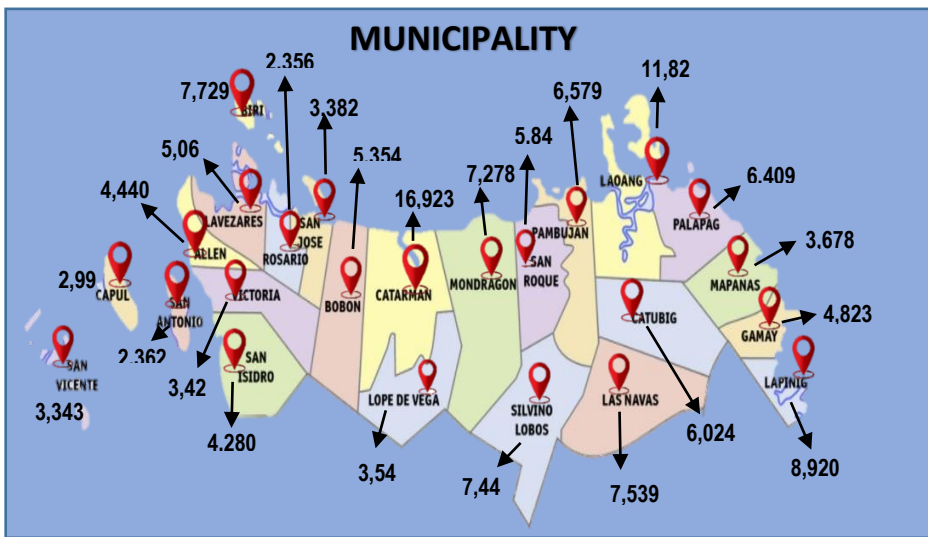 MUNICIPALITY
2.356
11,82
7,729
BIRI
3,382
6,579
5,06
5.354
5.84
4,440
7,278
LAOANG
16,923
6.409
LAVEZARES
SAN
JOSE
PAMBUJAN
PALAPAG
ALLEN
ROSARIO
SAN
ROQUE
3.678
2,99
CAPUL
SAN
ANTONIO
VICTORIA
BOBON
CATARMAN
MONDRAGON
MAPANAS
CATUBIG
4,823
GAMAY
2,362
SAN
VICENTE
SAN
ISIDRO
LAPINIG
3,42
LOPE DE VEGA
SILVINO
LOBOS
LAS NAVAS
3,343
4.280
3,54
6,024
7,44
7,539
8,920